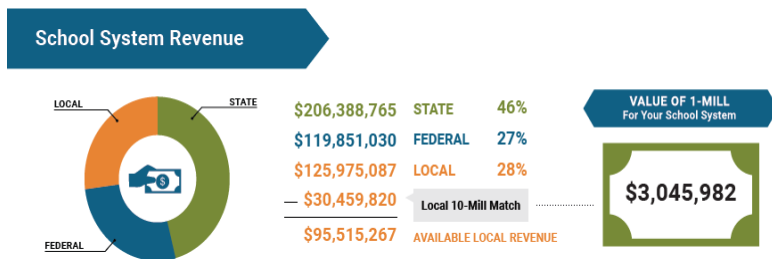 School System Revenue
LOCAL
STATE
FEDERAL
$206,388,765 STATE 46%
$119,851,030 FEDERAL 27%
$125,975,087 LOCAL 28%
— $30,459,820 Local 10-Mill Match
$95,515,267 AVAILABLE LOCAL REVENUE
VALUE OF 1-MILL
For Your School System
$3,045,982
$